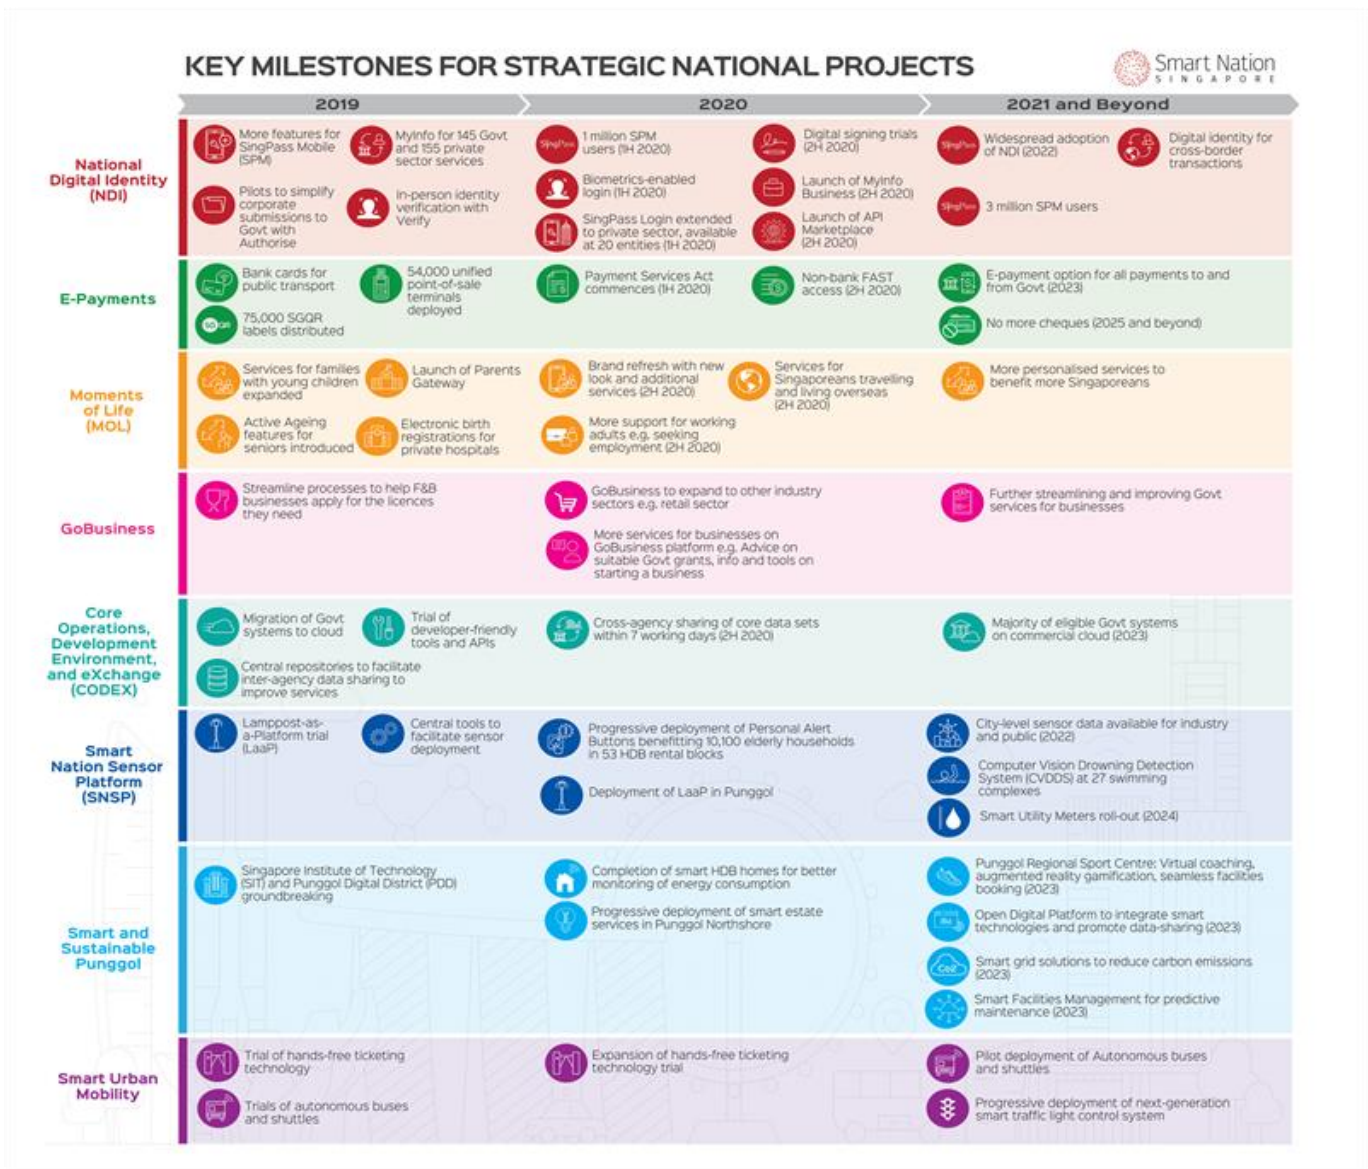 KEY MILESTONES FOR STRATEGIC NATIONAL PROJECTS
Smart Nation
SINGAPORE
2019
2020
2021 and Beyond
National
Digital Identity
(NDI)
More features for
SingPass Mobile
(SPM)
MyInfo for 145 Govt
and 155 private
sector services
Pilots to simplify
corporate
submissions to
Govt with
Authorise
In-person identity
verification with
Verify
SingPass
1 million SPM
users (1H 2020)
Digital signing trials
(2H 2020)
Biometrics-enabled
login (1H 2020)
Launch of MyInfo
Business (2H 2020)
SingPass Login extended
to private sector, available
at 20 entities (1H 2020)
Launch of API
Marketplace
(2H 2020)
SingPass
Widespread adoption
of NDI (2022)
Digital identity for
cross-border
transactions
SingPass
3 million SPM users
E-Payments
Bank cards for
public transport
54,000 unified
point-of-sale
terminals
deployed
SGQR
75,000 SGQR
labels distributed
Payment Services Act
commences (1H 2020)
Non-bank FAST
access (2H 2020)
E-payment option for all payments to and
from Govt (2023)
No more cheques (2025 and beyond)
Moments
of Life
(MOL)
Services for families
with young children
expanded
Launch of Parents
Gateway
Active Ageing
features for
seniors introduced
Electronic birth
registrations for
private hospitals
Brand refresh with new
look and additional
services (2H 2020)
Services for
Singaporeans travelling
and living overseas
(2H 2020)
More support for working
adults e.g. seeking
employment (2H 2020)
More personalised services to
benefit more Singaporeans
GoBusiness
Streamline processes to help F&B
businesses apply for the licences
they need
GoBusiness to expand to other industry
sectors e.g. retail sector
More services for businesses on
GoBusiness platform e.g. Advice on
suitable Govt grants, info and tools on
starting a business
Further streamlining and improving Govt
services for businesses
Core
Operations,
Development
Environment,
and eXchange
(CODEX)
Migration of Govt
systems to cloud
Trial of
developer-friendly
tools and APIs
Central repositories to facilitate
inter-agency data sharing to
improve services
Cross-agency sharing of core data sets
within 7 working days (2H 2020)
Majority of eligible Govt systems
on commercial cloud (2023)
Smart
Nation Sensor
Platform
(SNSP)
Lamppost-as-
a-Platform trial
(LaaP)
Central tools to
facilitate sensor
deployment
Progressive deployment of Personal Alert
Buttons benefitting 10,100 elderly households
in 53 HDB rental blocks
Deployment of LaaP in Punggol
City-level sensor data available for industry
and public (2022)
Computer Vision Drowning Detection
System (CVDDS) at 27 swimming
complexes
Smart Utility Meters roll-out (2024)
Smart and
Sustainable
Punggol
Singapore Institute of Technology
(SIT) and Punggol Digital District (PDD)
groundbreaking
Completion of smart HDB homes for better
monitoring of energy consumption
Progressive deployment of smart estate
services in Punggol Northshore
Punggol Regional Sport Centre: Virtual coaching,
augmented reality gamification, seamless facilities
booking (2023)
Open Digital Platform to integrate smart
technologies and promote data-sharing (2023)
Co2
Smart grid solutions to reduce carbon emissions
(2023)
Smart Facilities Management for predictive
maintenance (2023)
Smart Urban
Mobility
Trial of hands-free ticketing
technology
Trials of autonomous buses
and shuttles
Expansion of hands-free ticketing
technology trial
Pilot deployment of Autonomous buses
and shuttles
Progressive deployment of next-generation
smart traffic light control system